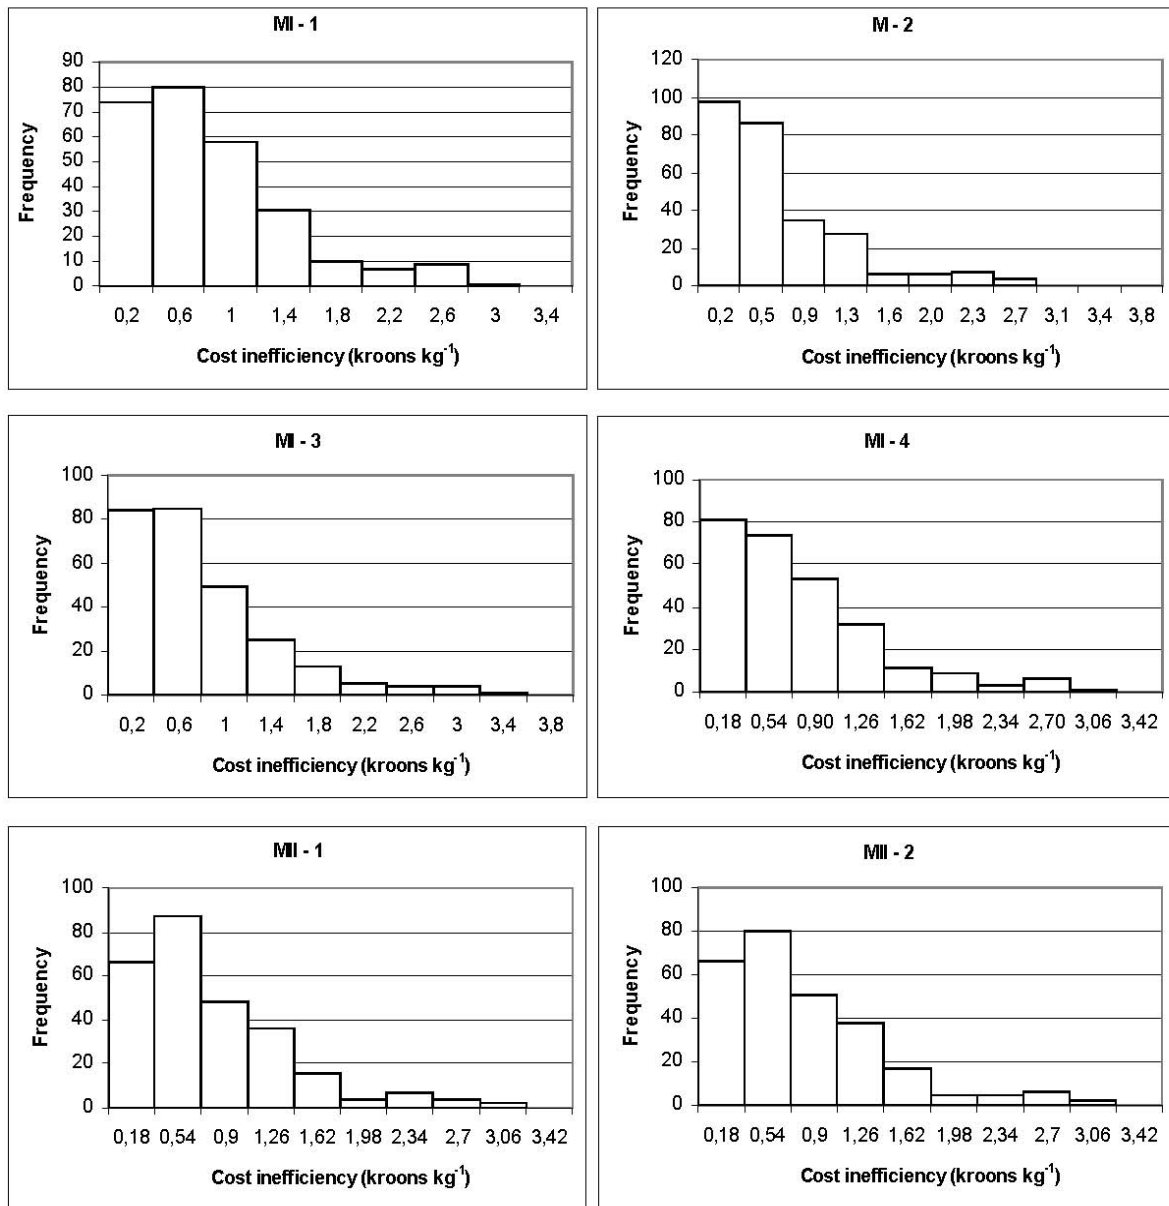 MI - 1
90
80
70
60
50
40
30
20
10
0
Frequency
0,2 0,6 1 1,4 1,8 2,2 2,6 3 3,4
Cost inefficiency (kroons kg⁻¹)
M - 2
120
100
80
60
40
20
0
Frequency
0,2 0,5 0,9 1,3 1,6 2,0 2,3 2,7 3,1 3,4 3,8
Cost inefficiency (kroons kg⁻¹)
MI - 3
100
80
60
40
20
0
Frequency
0,2 0,6 1 1,4 1,8 2,2 2,6 3 3,4 3,8
Cost inefficiency (kroons kg⁻¹)
MI - 4
100
80
60
40
20
0
Frequency
0,18 0,54 0,90 1,26 1,62 1,98 2,34 2,70 3,06 3,42
Cost inefficiency (kroons kg⁻¹)
MII - 1
100
80
60
40
20
0
Frequency
0,18 0,54 0,9 1,26 1,62 1,98 2,34 2,7 3,06 3,42
Cost inefficiency (kroons kg⁻¹)
MII - 2
100
80
60
40
20
0
Frequency
0,18 0,54 0,9 1,26 1,62 1,98 2,34 2,7 3,06 3,42
Cost inefficiency (kroons kg⁻¹)